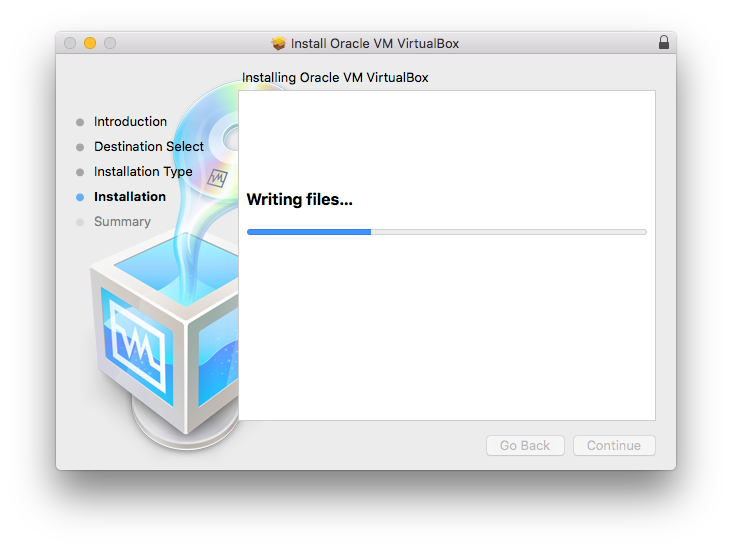 Install Oracle VM VirtualBox
Installing Oracle VM VirtualBox
Introduction
Destination Select
Installation Type
Installation
Summary
Writing files...
Go Back
Continue